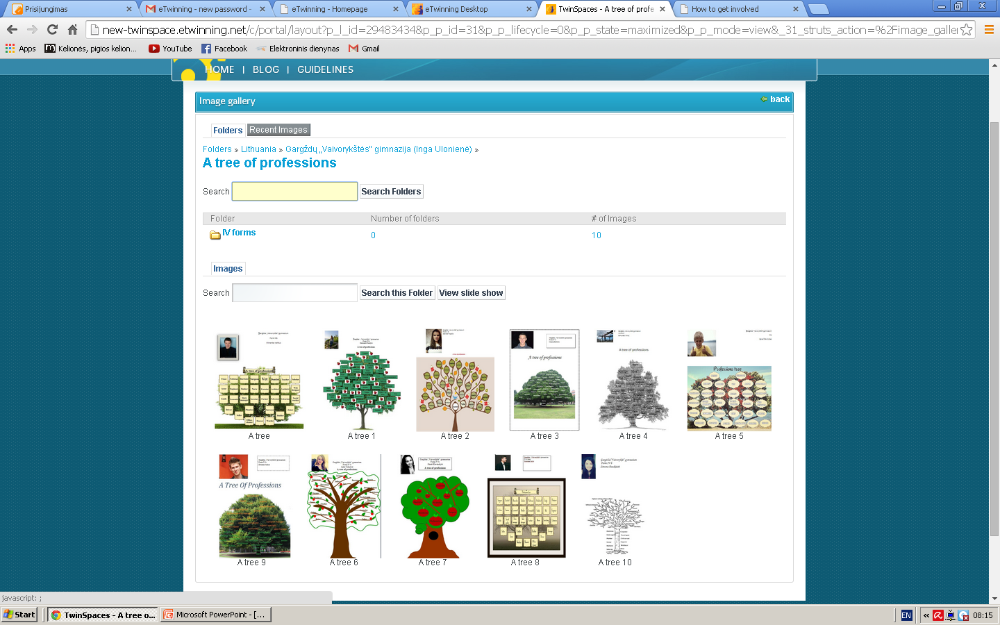 Prisijungimas
eTwinning - new password -
eTwinning - Homepage
eTwinning Desktop
TwinSpaces - A tree of profe
How to get involved
new-twinspace.etwinning.net/c/portal/layout?p_l_id=29483434&p_p_id=31&p_p_lifecycle=0&p_p_state=maximized&p_p_mode=view&_31_struts_action=%2Fimage_galler
Apps
Kelionės, pigios kelion...
YouTube
Facebook
Elektroninis dienynas
Gmail
HOME | BLOG | GUIDELINES
Image gallery
back
Folders Recent Images
Folders » Lithuania » Gargždų „Vaivorykštės" gimnazija (Inga Ulonienė) »
A tree of professions
Search Search Folders
Folder Number of folders # of Images
IV forms 0 10
Images
Search Search this Folder View slide show
A tree of professions
Vet
A tree of professions
A tree of professions
A tree of professions
Professions tree
A tree A tree 1 A tree 2 A tree 3 A tree 4 A tree 5
A Tree Of Professions
A tree of professions
A tree of professions
A tree 9 A tree 6 A tree 7 A tree 8 A tree 10
javascript: ;
Start
TwinSpaces - A tree o...
Microsoft PowerPoint - [...
EN
«
08:15